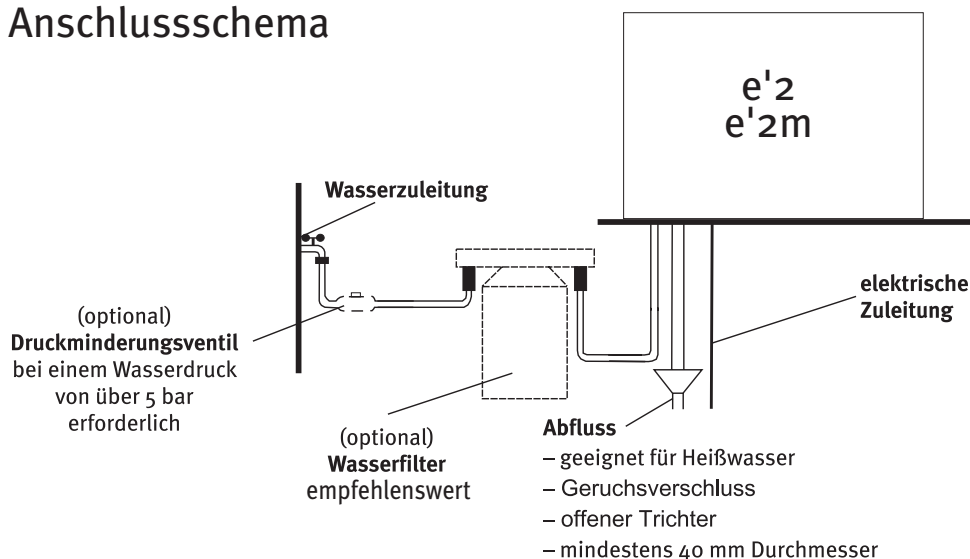 Anschlussschema
e'2
e'2m
Wasserzuleitung
elektrische
Zuleitung
(optional)
Druckminderungsventil
bei einem Wasserdruck
von über 5 bar
erforderlich
(optional)
Wasserfilter
empfehlenswert
Abfluss
– geeignet für Heißwasser
– Geruchsverschluss
– offener Trichter
– mindestens 40 mm Durchmesser